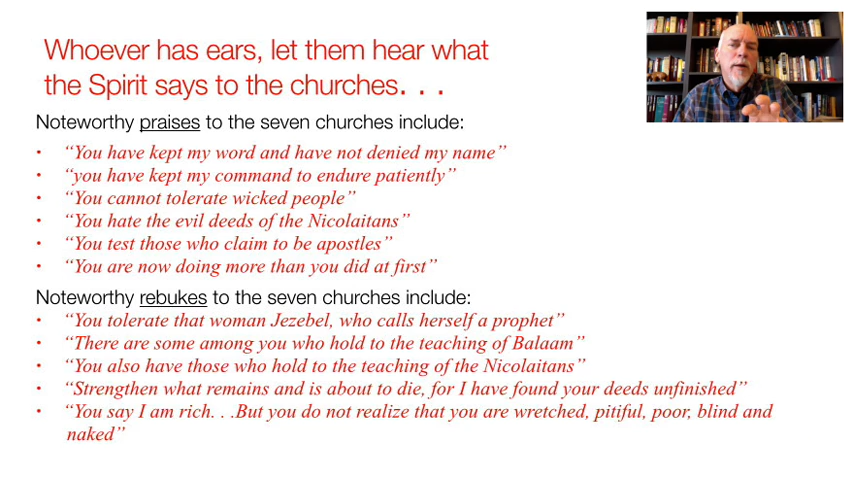 Whoever has ears, let them hear what
the Spirit says to the churches. . .
Noteworthy praises to the seven churches include:
• “You have kept my word and have not denied my name”
• “you have kept my command to endure patiently”
• “You cannot tolerate wicked people”
• “You hate the evil deeds of the Nicolaitans”
• “You test those who claim to be apostles”
• “You are now doing more than you did at first”
Noteworthy rebukes to the seven churches include:
• “You tolerate that woman Jezebel, who calls herself a prophet”
• “There are some among you who hold to the teaching of Balaam”
• “You also have those who hold to the teaching of the Nicolaitans”
• “Strengthen what remains and is about to die, for I have found your deeds unfinished”
• “You say I am rich. . .But you do not realize that you are wretched, pitiful, poor, blind and
naked”